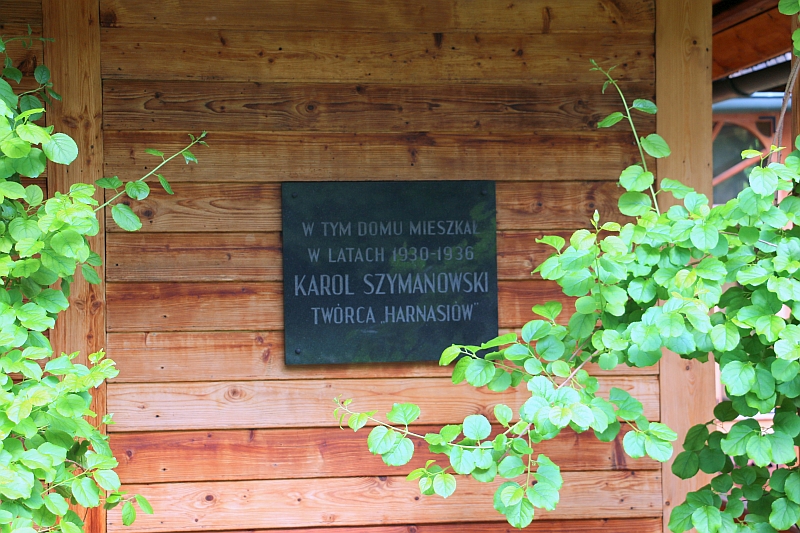 W TYM DOMU MIESZKAŁ
W LATACH 1930-1936
KAROL SZYMANOWSKI
TWÓRCA „HARNASIÓW"